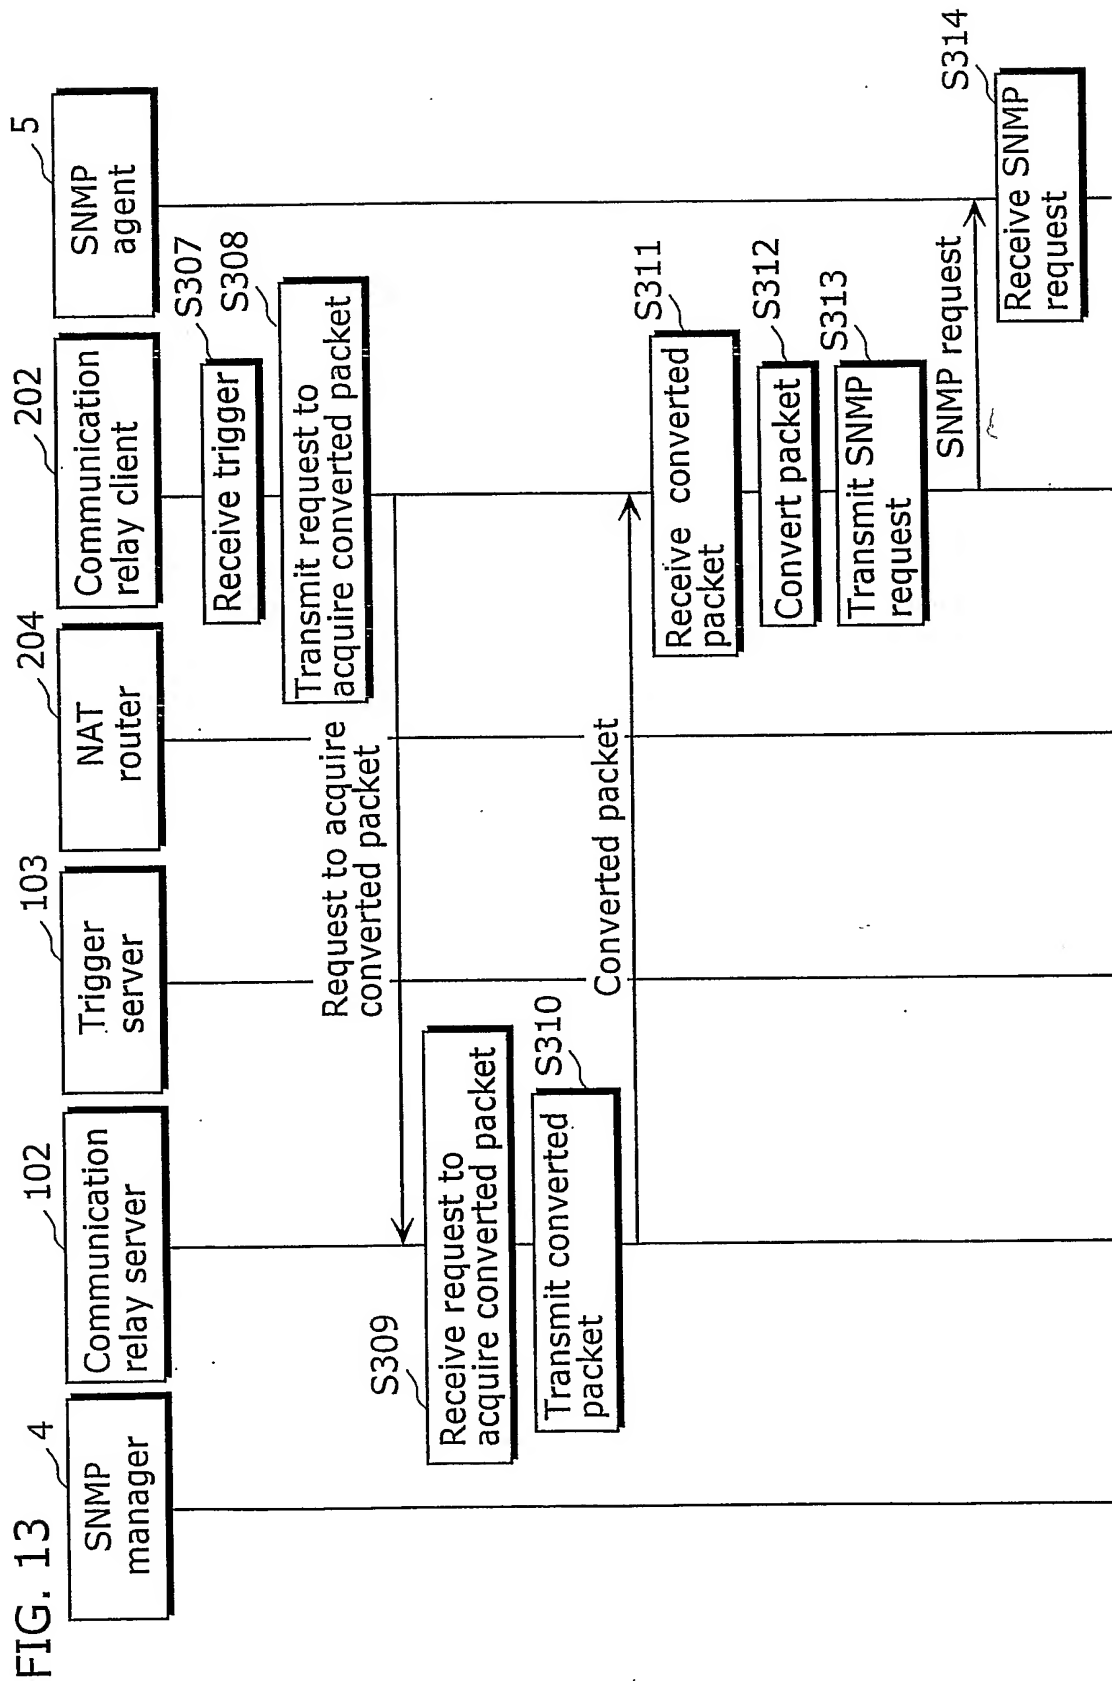 FIG. 13
4
SNMP
manager
102
Communication
relay server
103
Trigger
server
204
NAT
router
202
Communication
relay client
5
SNMP
agent
S307
Receive trigger
S308
Transmit request to
acquire converted packet
Request to acquire
converted packet
S309
Receive request to
acquire converted packet
S310
Transmit converted
packet
Converted packet
S311
Receive converted
packet
S312
Convert packet
S313
Transmit SNMP
request
SNMP request
S314
Receive SNMP
request